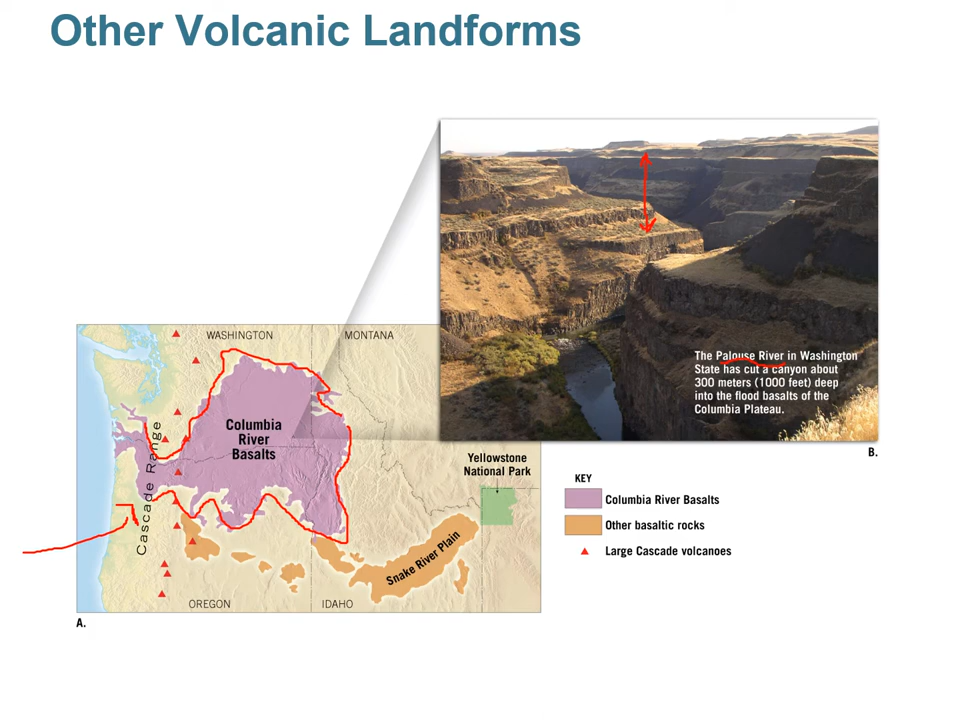 Other Volcanic Landforms
The Palouse River in Washington
State has cut a canyon about
300 meters (1000 feet) deep
into the flood basalts of the
Columbia Plateau.
B.
WASHINGTON
MONTANA
Columbia
River
Basalts
Cascade Range
Yellowstone
National Park
Snake River Plain
OREGON
IDAHO
A.
KEY
Columbia River Basalts
Other basaltic rocks
Large Cascade volcanoes